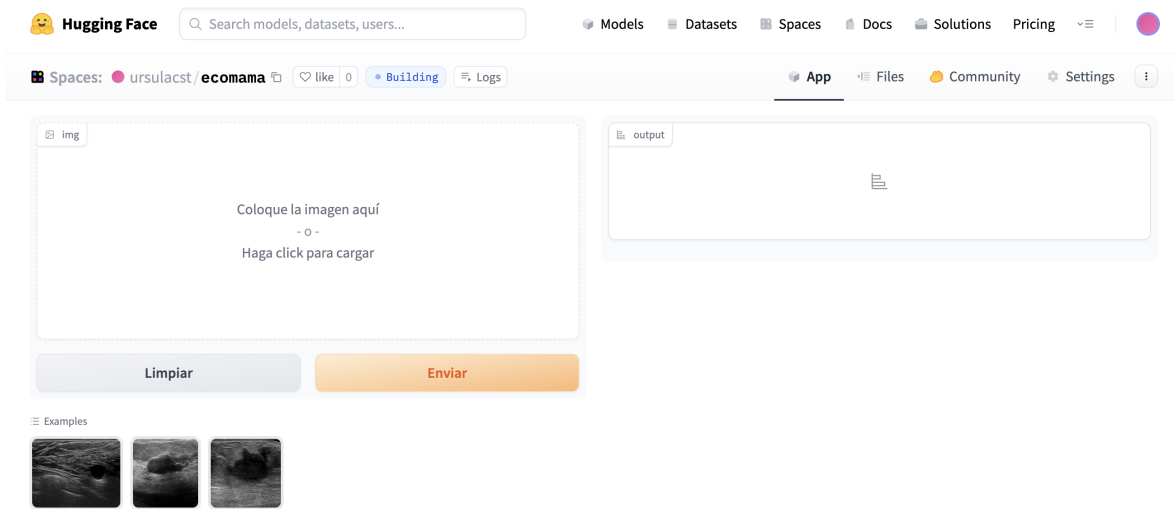 Hugging Face
Search models, datasets, users...
Models
Datasets
Spaces
Docs
Solutions
Pricing
Spaces:
ursulacst/ecomama
like
0
Building
Logs
App
Files
Community
Settings
img
Coloque la imagen aquí
- o -
Haga click para cargar
Limpiar
Enviar
output
Examples